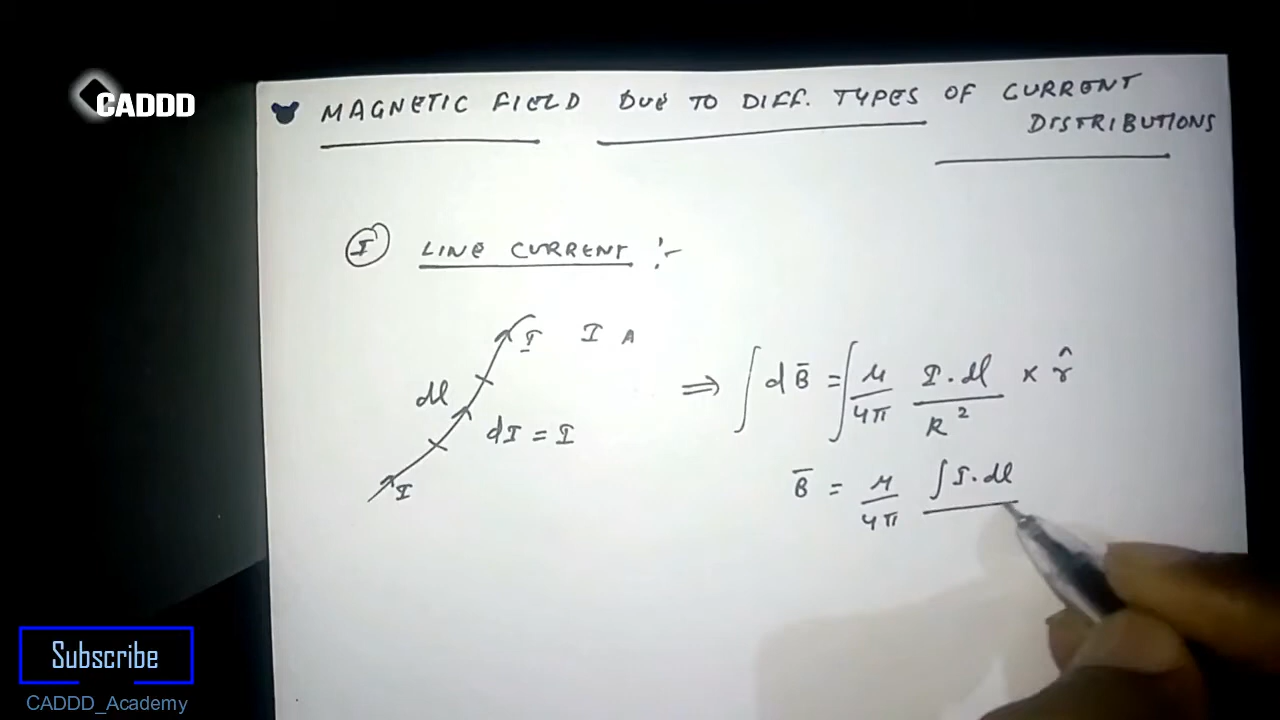 CADDD
MAGNETIC FIELD DUE TO DIFF. TYPES OF CURRENT
DISTRIBUTIONS
I LINE CURRENT :-
I I A
dl
dI = I
I
⇒ ∫ d B̄ = ∫ μ/4π I·dl/R² × r̂
B̄ = μ/4π ∫ I·dl
Subscribe
CADDD_Academy